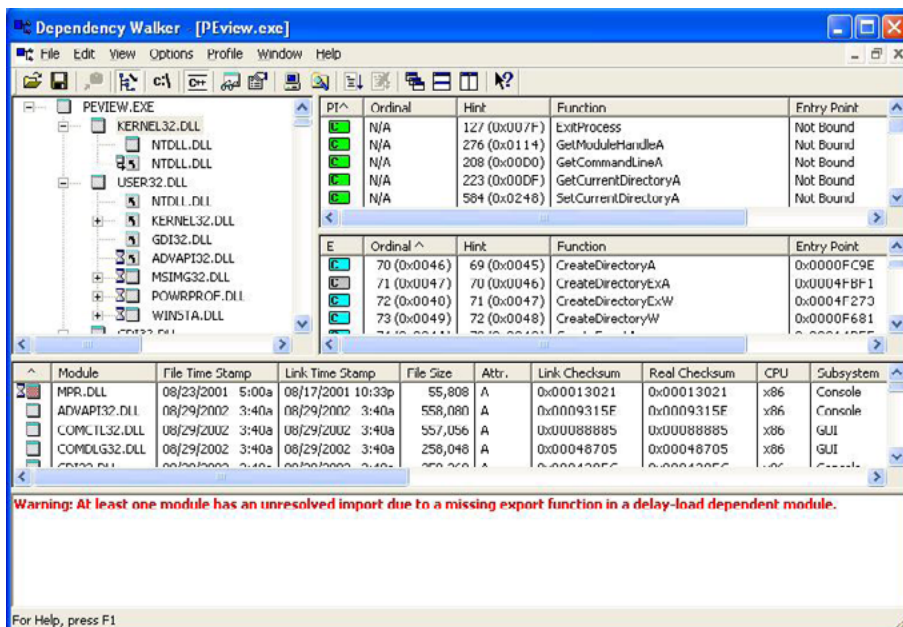 Dependency Walker - [PEview.exe]
File Edit View Options Profile Window Help
c:\ C++
PEVIEW.EXE
KERNEL32.DLL
NTDLL.DLL
NTDLL.DLL
USER32.DLL
NTDLL.DLL
KERNEL32.DLL
GDI32.DLL
ADVAPI32.DLL
MSIMG32.DLL
POWRPROF.DLL
WINSTA.DLL
PI^ Ordinal Hint Function Entry Point
C N/A 127 (0x007F) ExitProcess Not Bound
C N/A 276 (0x0114) GetModuleHandleA Not Bound
C N/A 208 (0x00D0) GetCommandLineA Not Bound
C N/A 223 (0x00DF) GetCurrentDirectoryA Not Bound
C N/A 584 (0x0248) SetCurrentDirectoryA Not Bound
E Ordinal ^ Hint Function Entry Point
C 70 (0x0046) 69 (0x0045) CreateDirectoryA 0x0000FC9E
C 71 (0x0047) 70 (0x0046) CreateDirectoryExA 0x0004FBF1
C 72 (0x0048) 71 (0x0047) CreateDirectoryExW 0x0004F273
C 73 (0x0049) 72 (0x0048) CreateDirectoryW 0x0000F681
^ Module File Time Stamp Link Time Stamp File Size Attr. Link Checksum Real Checksum CPU Subsystem
MPR.DLL 08/23/2001 5:00a 08/17/2001 10:33p 55,808 A 0x00013021 0x00013021 x86 Console
ADVAPI32.DLL 08/29/2002 3:40a 08/29/2002 3:40a 558,080 A 0x0009315E 0x0009315E x86 Console
COMCTL32.DLL 08/29/2002 3:40a 08/29/2002 3:40a 557,056 A 0x00088885 0x00088885 x86 GUI
COMDLG32.DLL 08/29/2002 3:40a 08/29/2002 3:40a 258,048 A 0x00048705 0x00048705 x86 GUI
Warning: At least one module has an unresolved import due to a missing export function in a delay-load dependent module.
For Help, press F1